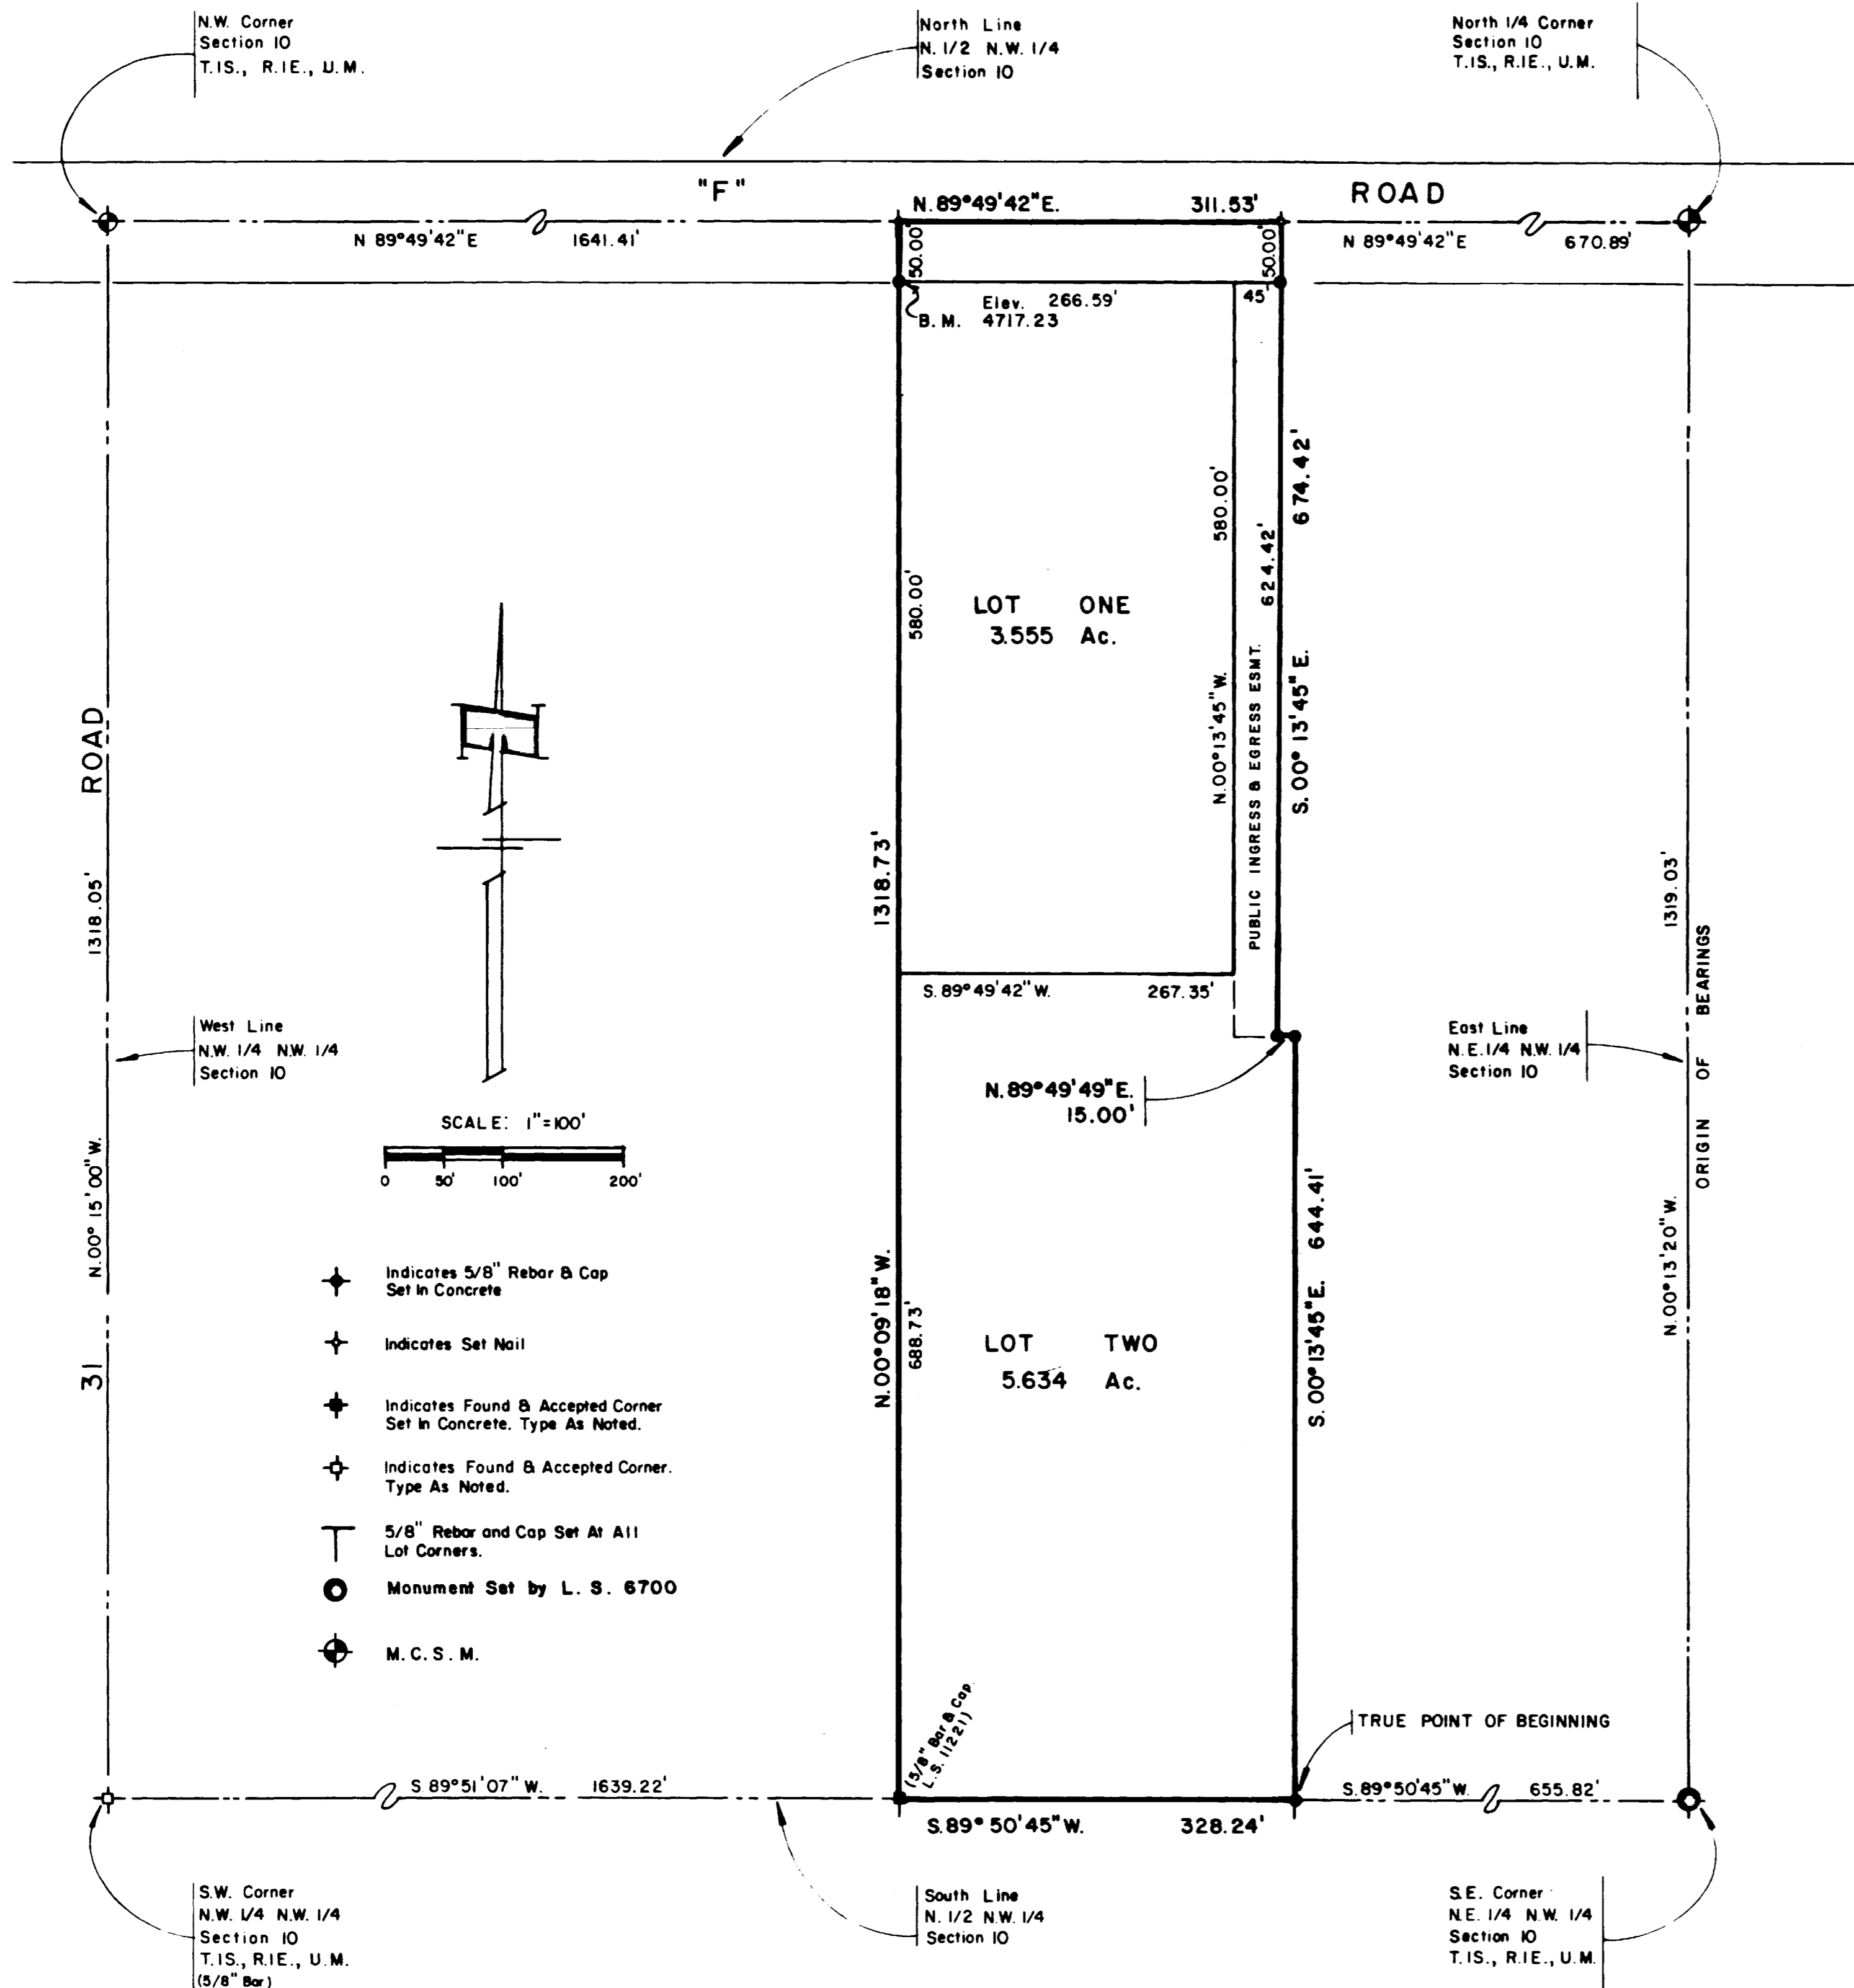 N.W. Corner
Section 10
T.1S., R.1E., U.M.
North Line
N. 1/2 N.W. 1/4
Section 10
North 1/4 Corner
Section 10
T.1S., R.1E., U.M.
"F" ROAD
N. 89°49'42"E. 311.53'
N 89°49'42"E 1641.41'
50.00'
50.00'
N 89°49'42"E 670.89'
Elev. 266.59'
45'
B.M. 4717.23
580.00'
674.42'
624.42'
580.00'
LOT ONE
3.555 Ac.
N.00°13'45"W.
PUBLIC INGRESS & EGRESS ESMT.
S.00°13'45"E.
31 ROAD
1318.05'
1318.73'
1319.03'
S. 89°49'42"W. 267.35'
ORIGIN OF BEARINGS
West Line
N.W. 1/4 N.W. 1/4
Section 10
East Line
N.E. 1/4 N.W. 1/4
Section 10
N. 89°49'49"E.
15.00'
SCALE: 1"=100'
0 50' 100' 200'
N.00°15'00"W.
N.00°09'18"W.
688.73'
S.00°13'45"E. 644.41'
N.00°13'20"W.
LOT TWO
5.634 Ac.
Indicates 5/8" Rebar & Cap
Set In Concrete
Indicates Set Nail
Indicates Found & Accepted Corner
Set In Concrete. Type As Noted.
Indicates Found & Accepted Corner.
Type As Noted.
5/8" Rebar and Cap Set At All
Lot Corners.
Monument Set by L. S. 6700
M.C.S.M.
(5/8" Bar & Cap
L.S. 11221)
TRUE POINT OF BEGINNING
S. 89°51'07"W. 1639.22'
S. 89°50'45"W. 655.82'
S. 89°50'45"W. 328.24'
S.W. Corner
N.W. 1/4 N.W. 1/4
Section 10
T.1S., R.1E., U.M.
(5/8" Bar)
South Line
N. 1/2 N.W. 1/4
Section 10
S.E. Corner
N.E. 1/4 N.W. 1/4
Section 10
T.1S., R.1E., U.M.